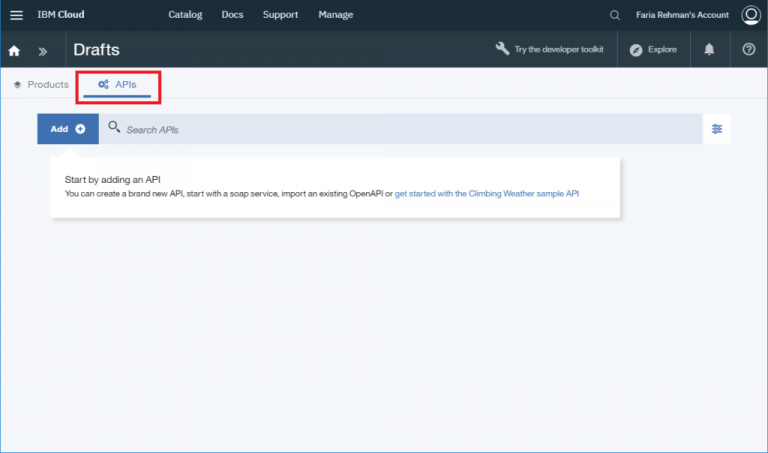 IBM Cloud Catalog Docs Support Manage Faria Rehman's Account
Drafts Try the developer toolkit Explore
Products APIs
Add Search APIs
Start by adding an API
You can create a brand new API, start with a soap service, import an existing OpenAPI or get started with the Climbing Weather sample API